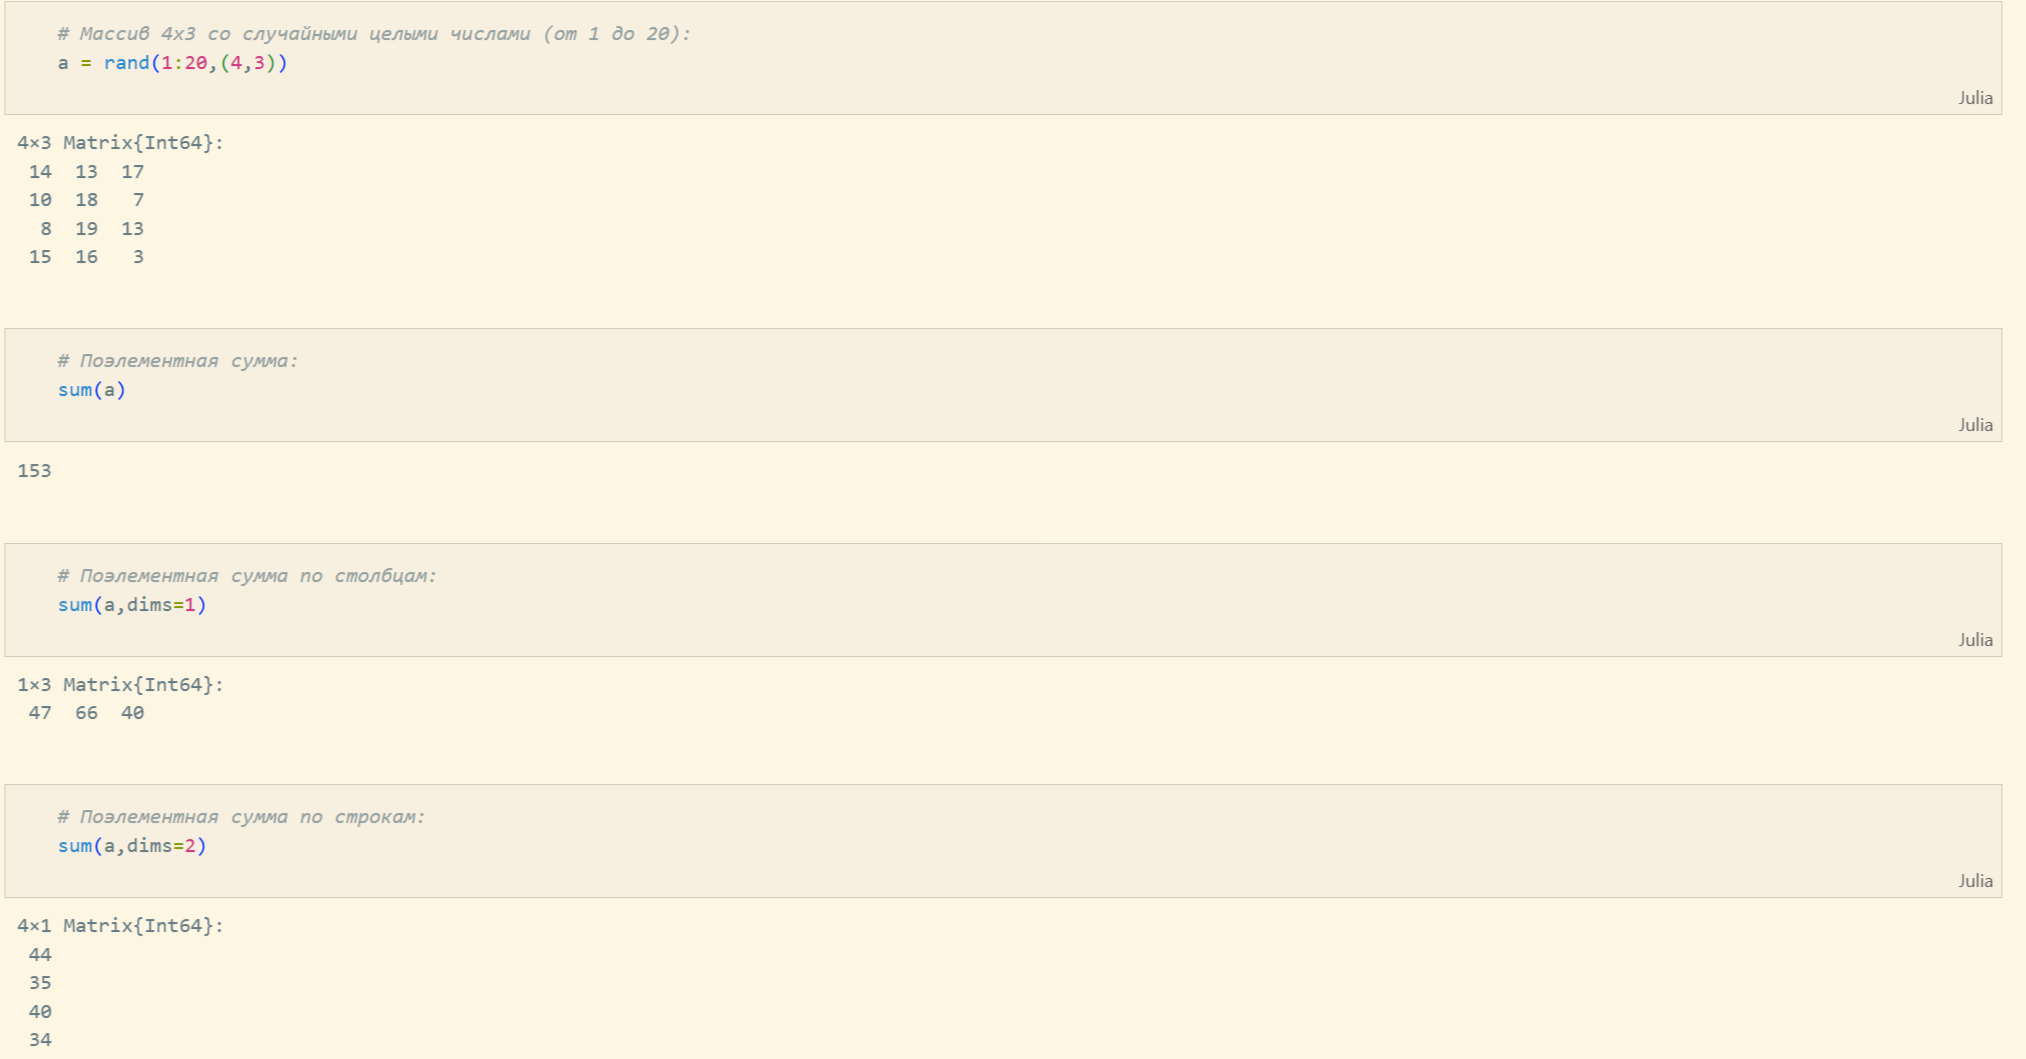 # Массив 4x3 со случайными целыми числами (от 1 до 20):
a = rand(1:20,(4,3))
Julia
4×3 Matrix{Int64}:
14 13 17
10 18 7
8 19 13
15 16 3
# Поэлементная сумма:
sum(a)
Julia
153
# Поэлементная сумма по столбцам:
sum(a,dims=1)
Julia
1×3 Matrix{Int64}:
47 66 40
# Поэлементная сумма по строкам:
sum(a,dims=2)
Julia
4×1 Matrix{Int64}:
44
35
40
34